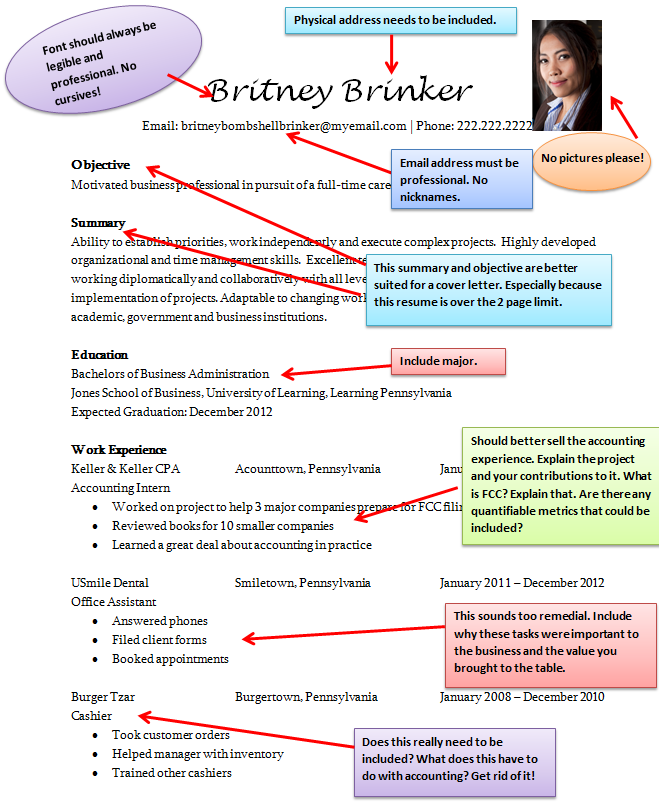 Physical address needs to be included.
Font should always be
legible and
professional. No
cursives!
Britney Brinker
Email: britneybombshellbrinker@myemail.com | Phone: 222.222.2222
No pictures please!
Email address must be
professional. No
nicknames.
Objective
Motivated business professional in pursuit of a full-time
Summary
Ability to establish priorities, work independently and execute complex projects. Highly developed
organizational and time management skills.
working diplomatically and collaboratively with all
implementation of projects. Adaptable to changing
academic, government and business institutions.
This summary and objective are better
suited for a cover letter. Especially because
this resume is over the 2 page limit.
Education
Bachelors of Business Administration
Jones School of Business, University of Learning, Learning Pennsylvania
Expected Graduation: December 2012
Include major.
Work Experience
Keller & Keller CPA Acounttown, Pennsylvania
Accounting Intern
• Worked on project to help 3 major companies prepare for FCC
• Reviewed books for 10 smaller companies
• Learned a great deal about accounting in practice
Should better sell the accounting
experience. Explain the project
and your contributions to it. What
is FCC? Explain that. Are there any
quantifiable metrics that could be
included?
USmile Dental Smiletown, Pennsylvania January 2011 – December 2012
Office Assistant
• Answered phones
• Filed client forms
• Booked appointments
This sounds too remedial. Include
why these tasks were important to
the business and the value you
brought to the table.
Burger Tzar Burgertown, Pennsylvania January 2008 – December 2010
Cashier
• Took customer orders
• Helped manager with inventory
• Trained other cashiers
Does this really need to be
included? What does this have to
do with accounting? Get rid of it!